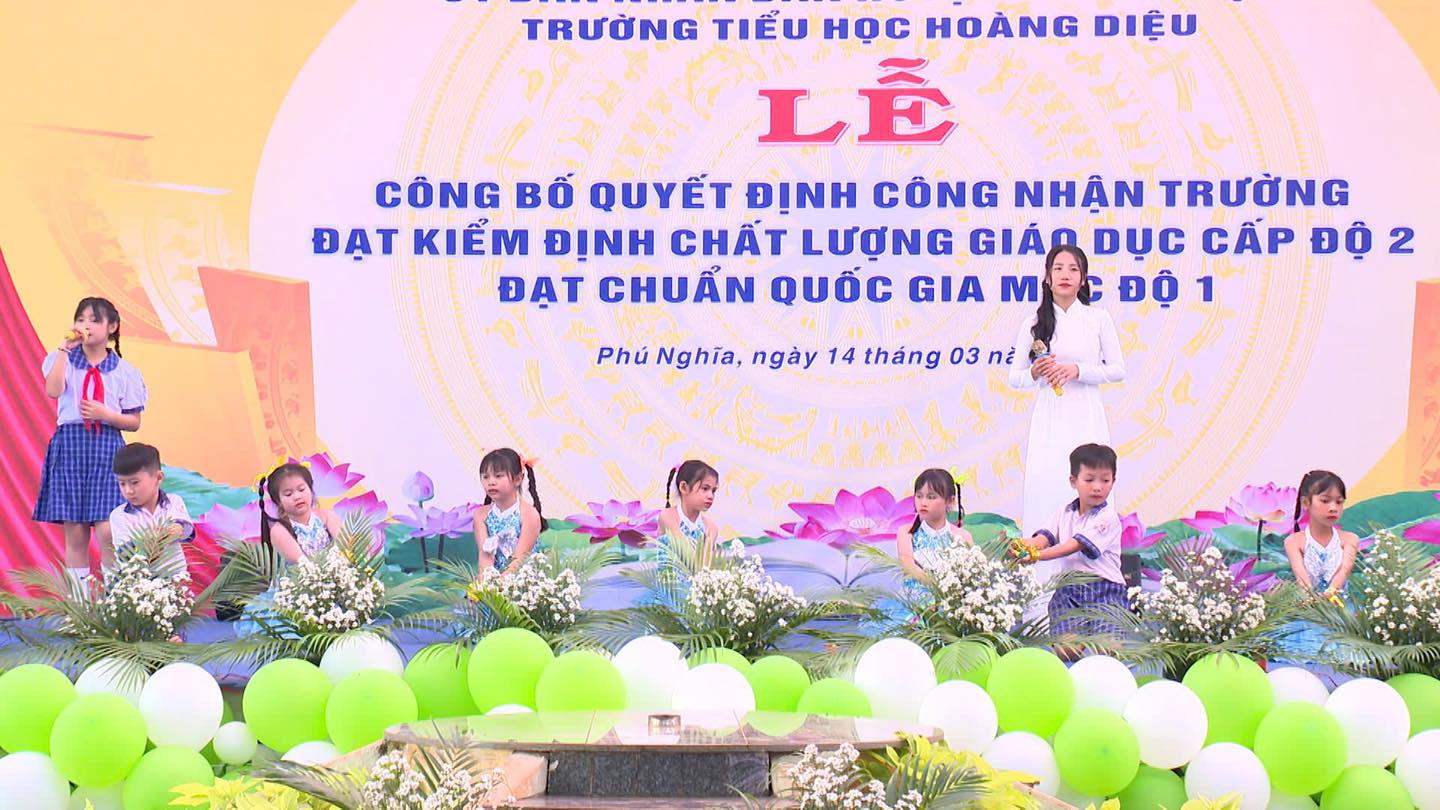 TRƯỜNG TIỂU HỌC HOÀNG DIỆU
LỄ
CÔNG BỐ QUYẾT ĐỊNH CÔNG NHẬN TRƯỜNG
ĐẠT KIỂM ĐỊNH CHẤT LƯỢNG GIÁO DỤC CẤP ĐỘ 2
ĐẠT CHUẨN QUỐC GIA MỨC ĐỘ 1
Phú Nghĩa, ngày 14 tháng 03